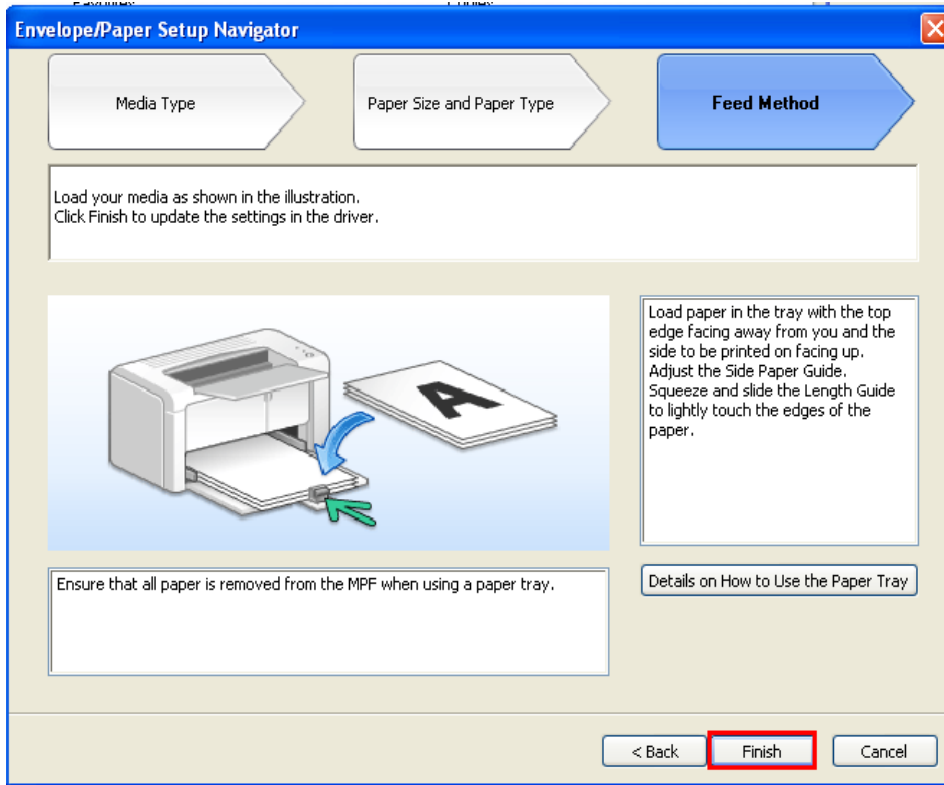 Favorites
Copies
Envelope/Paper Setup Navigator
Media Type
Paper Size and Paper Type
Feed Method
Load your media as shown in the illustration.
Click Finish to update the settings in the driver.
A
Load paper in the tray with the top
edge facing away from you and the
side to be printed on facing up.
Adjust the Side Paper Guide.
Squeeze and slide the Length Guide
to lightly touch the edges of the
paper.
Ensure that all paper is removed from the MPF when using a paper tray.
Details on How to Use the Paper Tray
< Back
Finish
Cancel